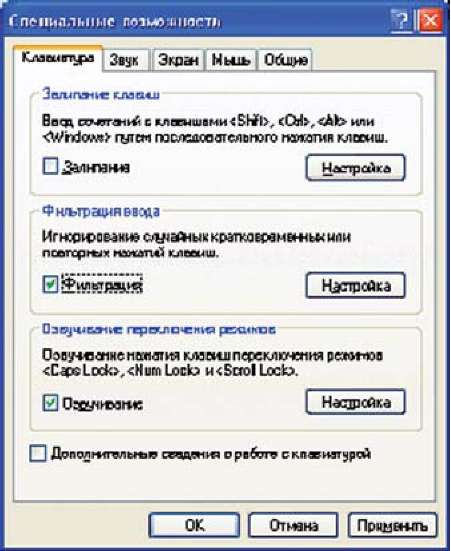 Специальные возможности
Клавиатура Звук Экран Мышь Общие
Залипание клавиш
Ввод сочетаний с клавишами <Shift>, <Ctrl>, <Alt> или
<Windows> путем последовательного нажатия клавиш.
Залипание Настройка
Фильтрация ввода
Игнорирование случайных кратковременных или
повторных нажатий клавиш.
Фильтрация Настройка
Озвучивание переключения режимов
Озвучивание нажатия клавиш переключения режимов
<Caps Lock>, <Num Lock> и <Scroll Lock>.
Озвучивание Настройка
Дополнительные сведения о работе с клавиатурой
OK Отмена Применить